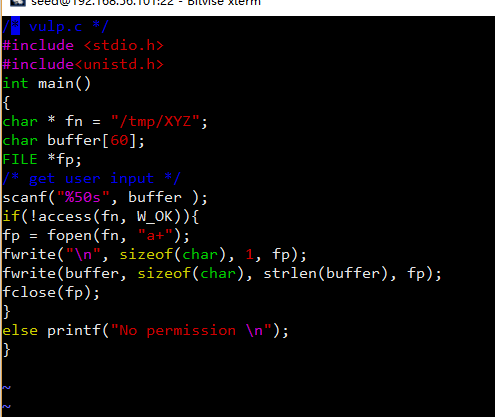 seed@192.168.56.101:22 - Bitvise xterm
/* vulp.c */
#include <stdio.h>
#include<unistd.h>
int main()
{
char * fn = "/tmp/XYZ";
char buffer[60];
FILE *fp;
/* get user input */
scanf("%50s", buffer );
if(!access(fn, W_OK)){
fp = fopen(fn, "a+");
fwrite("\n", sizeof(char), 1, fp);
fwrite(buffer, sizeof(char), strlen(buffer), fp);
fclose(fp);
}
else printf("No permission \n");
}
~
~